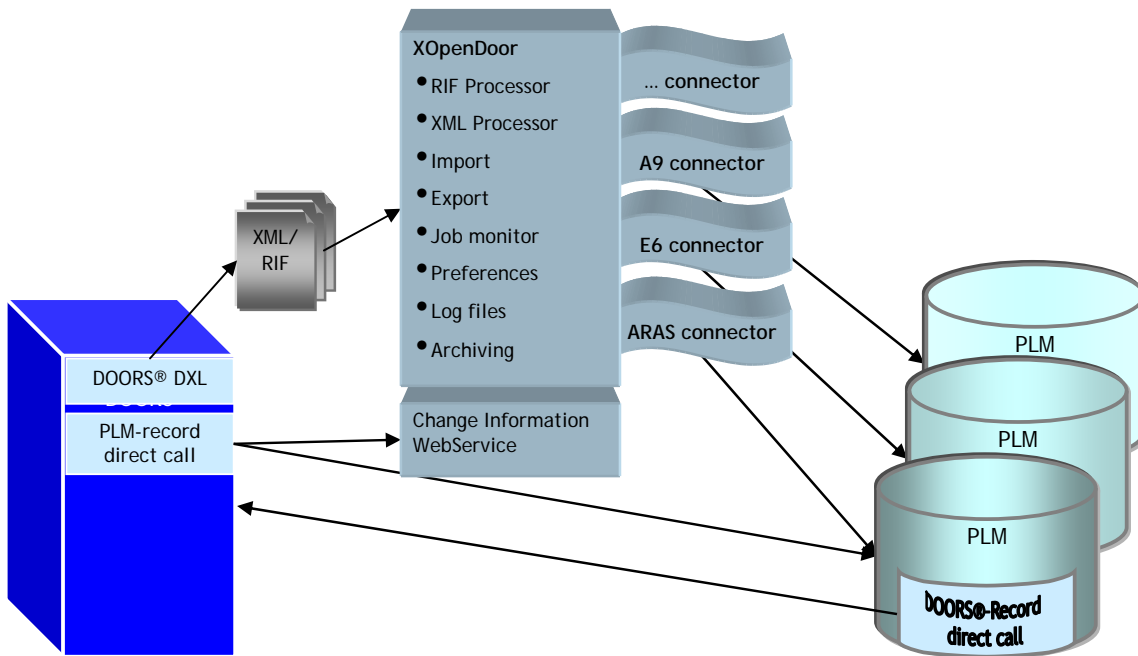 XOpenDoor
• RIF Processor
• XML Processor
• Import
• Export
• Job monitor
• Preferences
• Log files
• Archiving
... connector
A9 connector
E6 connector
ARAS connector
XML/
RIF
DOORS® DXL
PLM-record
direct call
Change Information
WebService
PLM
PLM
PLM
DOORS®-Record
direct call